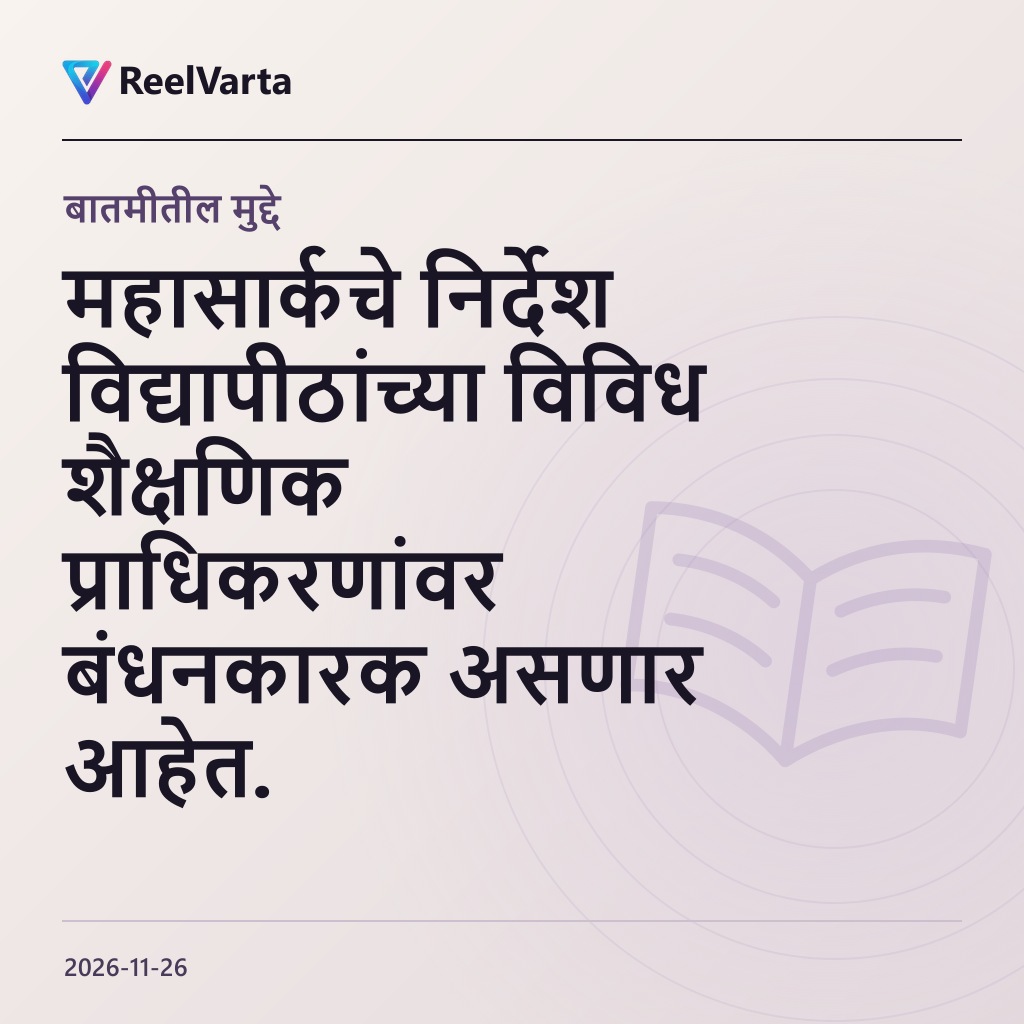 ReelVarta
बातमीतील मुद्दे
महासार्कचे निर्देश
विद्यापीठांच्या विविध
शैक्षणिक
प्राधिकरणांवर
बंधनकारक असणार
आहेत.
2026-11-26